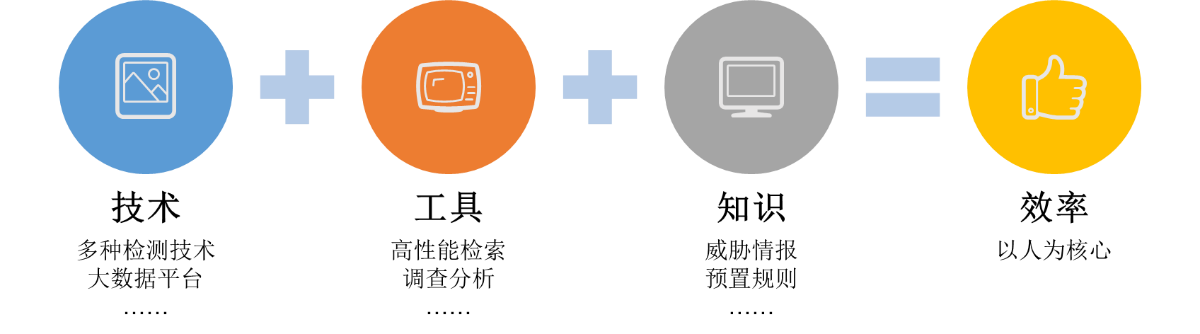 技术
多种检测技术
大数据平台
……
工具
高性能检索
调查分析
……
知识
威胁情报
预置规则
……
效率
以人为核心